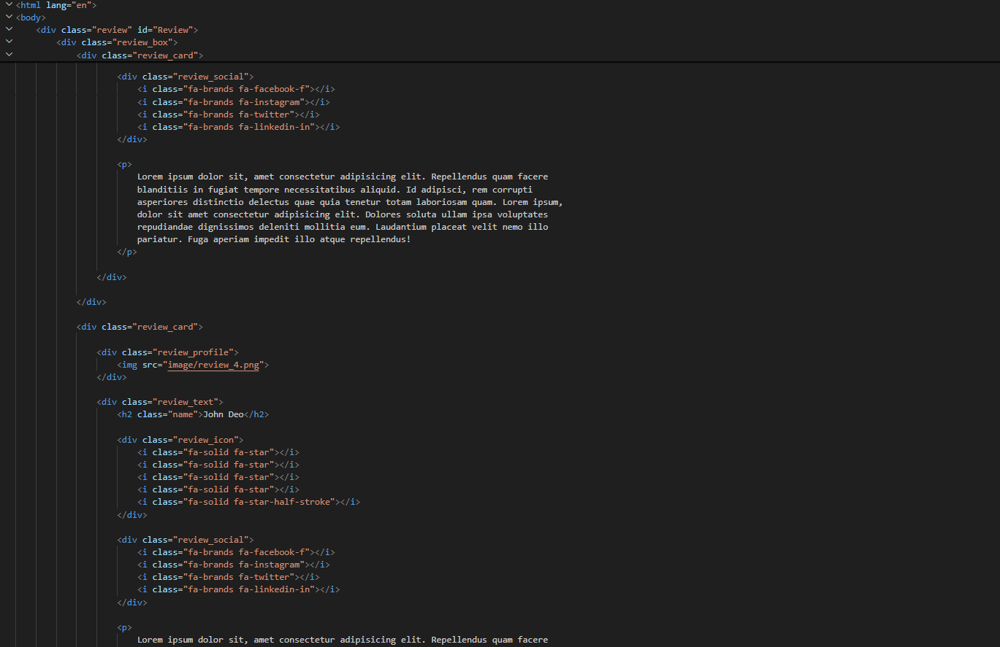 <html lang="en">
<body>
<div class="review" id="Review">
<div class="review_box">
<div class="review_card">
<div class="review_social">
<i class="fa-brands fa-facebook-f"></i>
<i class="fa-brands fa-instagram"></i>
<i class="fa-brands fa-twitter"></i>
<i class="fa-brands fa-linkedin-in"></i>
</div>
<p>
Lorem ipsum dolor sit, amet consectetur adipisicing elit. Repellendus quam facere
blanditiis in fugiat tempore necessitatibus aliquid. Id adipisci, rem corrupti
asperiores distinctio delectus quae quia tenetur totam laboriosam quam. Lorem ipsum,
dolor sit amet consectetur adipisicing elit. Dolores soluta ullam ipsa voluptates
repudiandae dignissimos deleniti mollitia eum. Laudantium placeat velit nemo illo
pariatur. Fuga aperiam impedit illo atque repellendus!
</p>
</div>
</div>
<div class="review_card">
<div class="review_profile">
<img src="image/review_4.png">
</div>
<div class="review_text">
<h2 class="name">John Deo</h2>
<div class="review_icon">
<i class="fa-solid fa-star"></i>
<i class="fa-solid fa-star"></i>
<i class="fa-solid fa-star"></i>
<i class="fa-solid fa-star"></i>
<i class="fa-solid fa-star-half-stroke"></i>
</div>
<div class="review_social">
<i class="fa-brands fa-facebook-f"></i>
<i class="fa-brands fa-instagram"></i>
<i class="fa-brands fa-twitter"></i>
<i class="fa-brands fa-linkedin-in"></i>
</div>
<p>
Lorem ipsum dolor sit, amet consectetur adipisicing elit. Repellendus quam facere